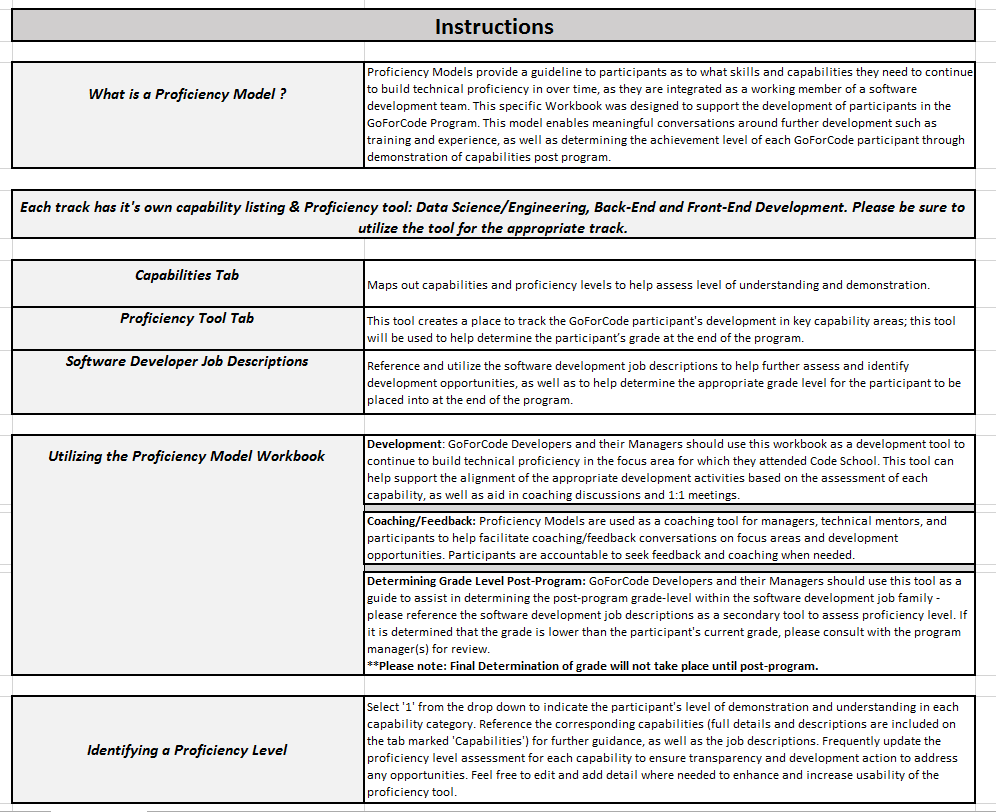 Instructions
What is a Proficiency Model ?
Proficiency Models provide a guideline to participants as to what skills and capabilities they need to continue
to build technical proficiency in over time, as they are integrated as a working member of a software
development team. This specific Workbook was designed to support the development of participants in the
GoForCode Program. This model enables meaningful conversations around further development such as
training and experience, as well as determining the achievement level of each GoForCode participant through
demonstration of capabilities post program.
Each track has it's own capability listing & Proficiency tool: Data Science/Engineering, Back-End and Front-End Development. Please be sure to
utilize the tool for the appropriate track.
Capabilities Tab
Maps out capabilities and proficiency levels to help assess level of understanding and demonstration.
Proficiency Tool Tab
This tool creates a place to track the GoForCode participant's development in key capability areas; this tool
will be used to help determine the participant's grade at the end of the program.
Software Developer Job Descriptions
Reference and utilize the software development job descriptions to help further assess and identify
development opportunities, as well as to help determine the appropriate grade level for the participant to be
placed into at the end of the program.
Utilizing the Proficiency Model Workbook
Development: GoForCode Developers and their Managers should use this workbook as a development tool to
continue to build technical proficiency in the focus area for which they attended Code School. This tool can
help support the alignment of the appropriate development activities based on the assessment of each
capability, as well as aid in coaching discussions and 1:1 meetings.
Coaching/Feedback: Proficiency Models are used as a coaching tool for managers, technical mentors, and
participants to help facilitate coaching/feedback conversations on focus areas and development
opportunities. Participants are accountable to seek feedback and coaching when needed.
Determining Grade Level Post-Program: GoForCode Developers and their Managers should use this tool as a
guide to assist in determining the post-program grade-level within the software development job family -
please reference the software development job descriptions as a secondary tool to assess proficiency level. If
it is determined that the grade is lower than the participant's current grade, please consult with the program
manager(s) for review.
**Please note: Final Determination of grade will not take place until post-program.
Identifying a Proficiency Level
Select '1' from the drop down to indicate the participant's level of demonstration and understanding in each
capability category. Reference the corresponding capabilities (full details and descriptions are included on
the tab marked 'Capabilities') for further guidance, as well as the job descriptions. Frequently update the
proficiency level assessment for each capability to ensure transparency and development action to address
any opportunities. Feel free to edit and add detail where needed to enhance and increase usability of the
proficiency tool.